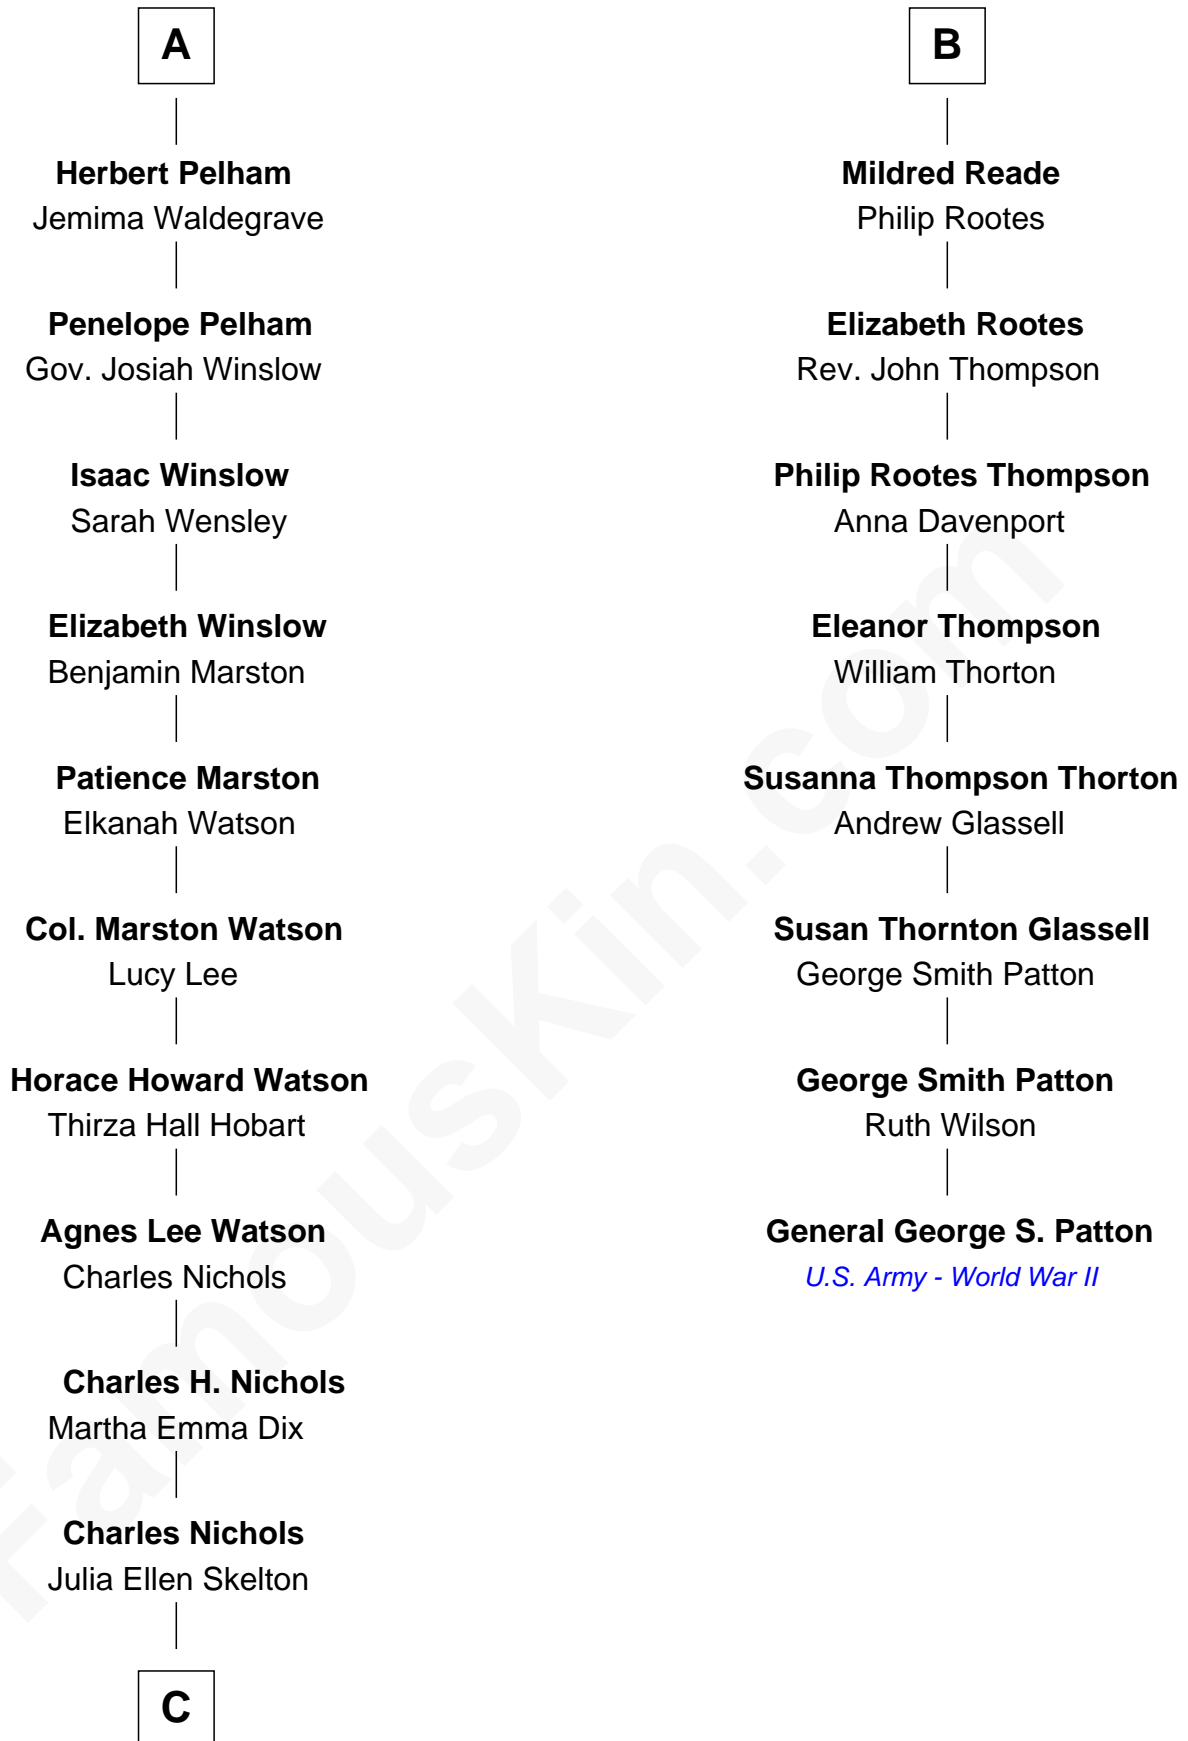 A
Herbert Pelham
Jemima Waldegrave
Penelope Pelham
Gov. Josiah Winslow
Isaac Winslow
Sarah Wensley
Elizabeth Winslow
Benjamin Marston
Patience Marston
Elkanah Watson
Col. Marston Watson
Lucy Lee
Horace Howard Watson
Thirza Hall Hobart
Agnes Lee Watson
Charles Nichols
Charles H. Nichols
Martha Emma Dix
Charles Nichols
Julia Ellen Skelton
C
B
Mildred Reade
Philip Rootes
Elizabeth Rootes
Rev. John Thompson
Philip Rootes Thompson
Anna Davenport
Eleanor Thompson
William Thorton
Susanna Thompson Thorton
Andrew Glassell
Susan Thornton Glassell
George Smith Patton
George Smith Patton
Ruth Wilson
General George S. Patton
U.S. Army - World War II
FamousKin.com